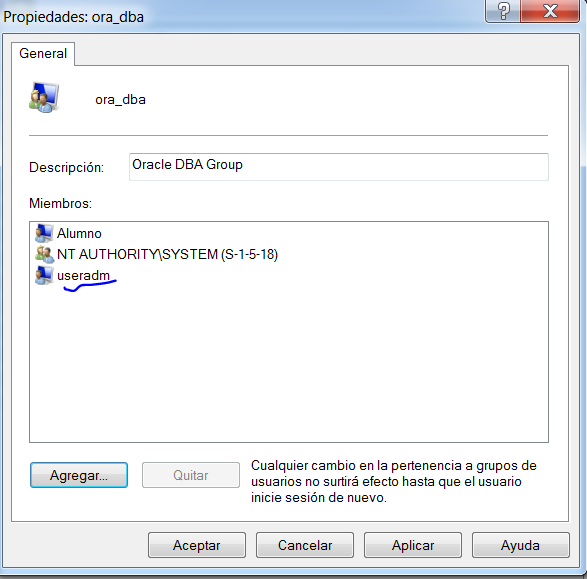 Propiedades: ora_dba
General
ora_dba
Descripción: Oracle DBA Group
Miembros:
Alumno
NT AUTHORITY\SYSTEM (S-1-5-18)
useradm
Agregar...
Quitar
Cualquier cambio en la pertenencia a grupos de
usuarios no surtirá efecto hasta que el usuario
inicie sesión de nuevo.
Aceptar
Cancelar
Aplicar
Ayuda